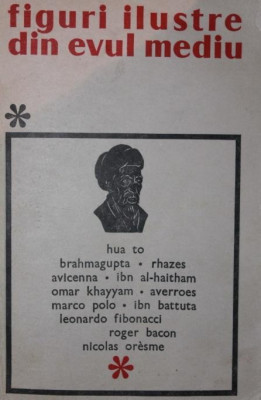 figuri ilustre
din evul mediu
hua to
brahmagupta • rhazes
avicenna • ibn al-haitham
omar khayyam • averroes
marco polo • ibn battuta
leonardo fibonacci
roger bacon
nicolas orèsme